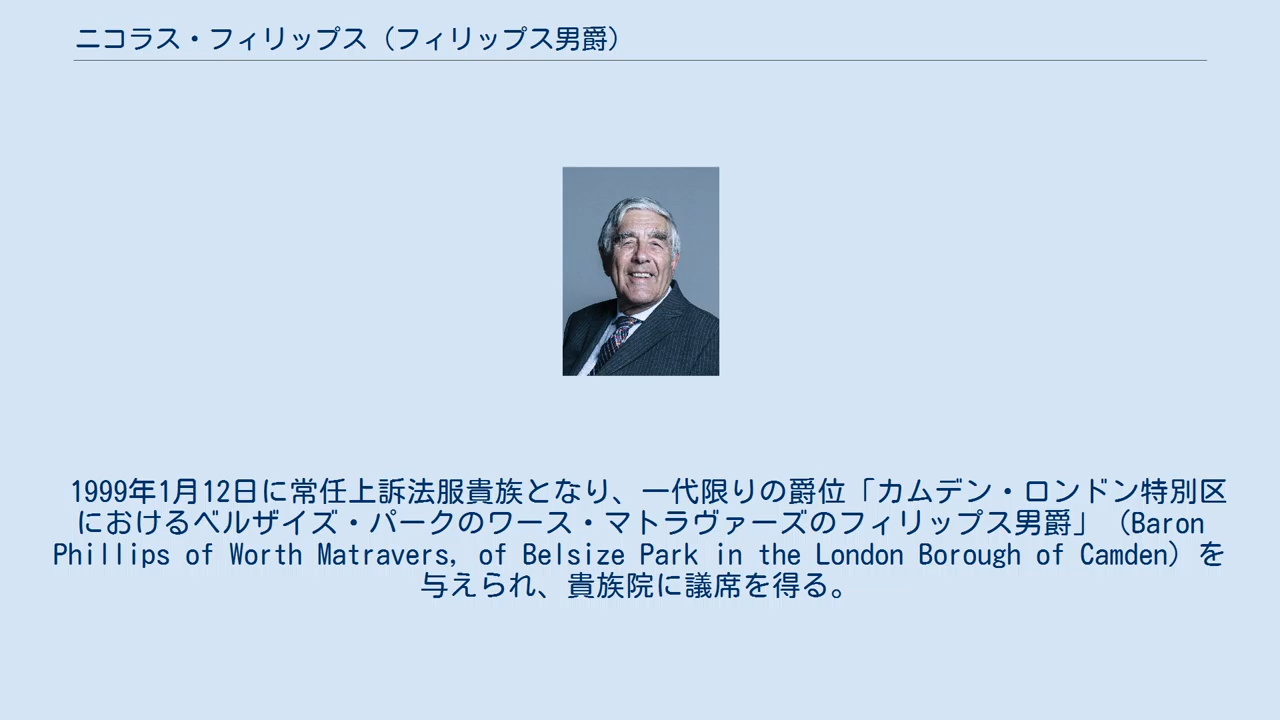 ニコラス・フィリップス（フィリップス男爵）
1999年1月12日に常任上訴法服貴族となり、一代限りの爵位「カムデン・ロンドン特別区
におけるベルザイズ・パークのワース・マトラヴァーズのフィリップス男爵」（Baron
Phillips of Worth Matravers, of Belsize Park in the London Borough of Camden）を
与えられ、貴族院に議席を得る。